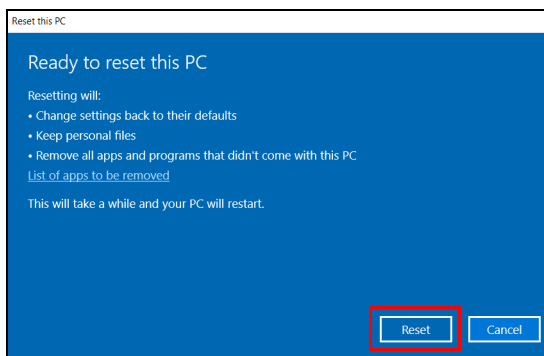 Reset this PC
Ready to reset this PC
Resetting will:
• Change settings back to their defaults
• Keep personal files
• Remove all apps and programs that didn't come with this PC
List of apps to be removed
This will take a while and your PC will restart.
Reset Cancel